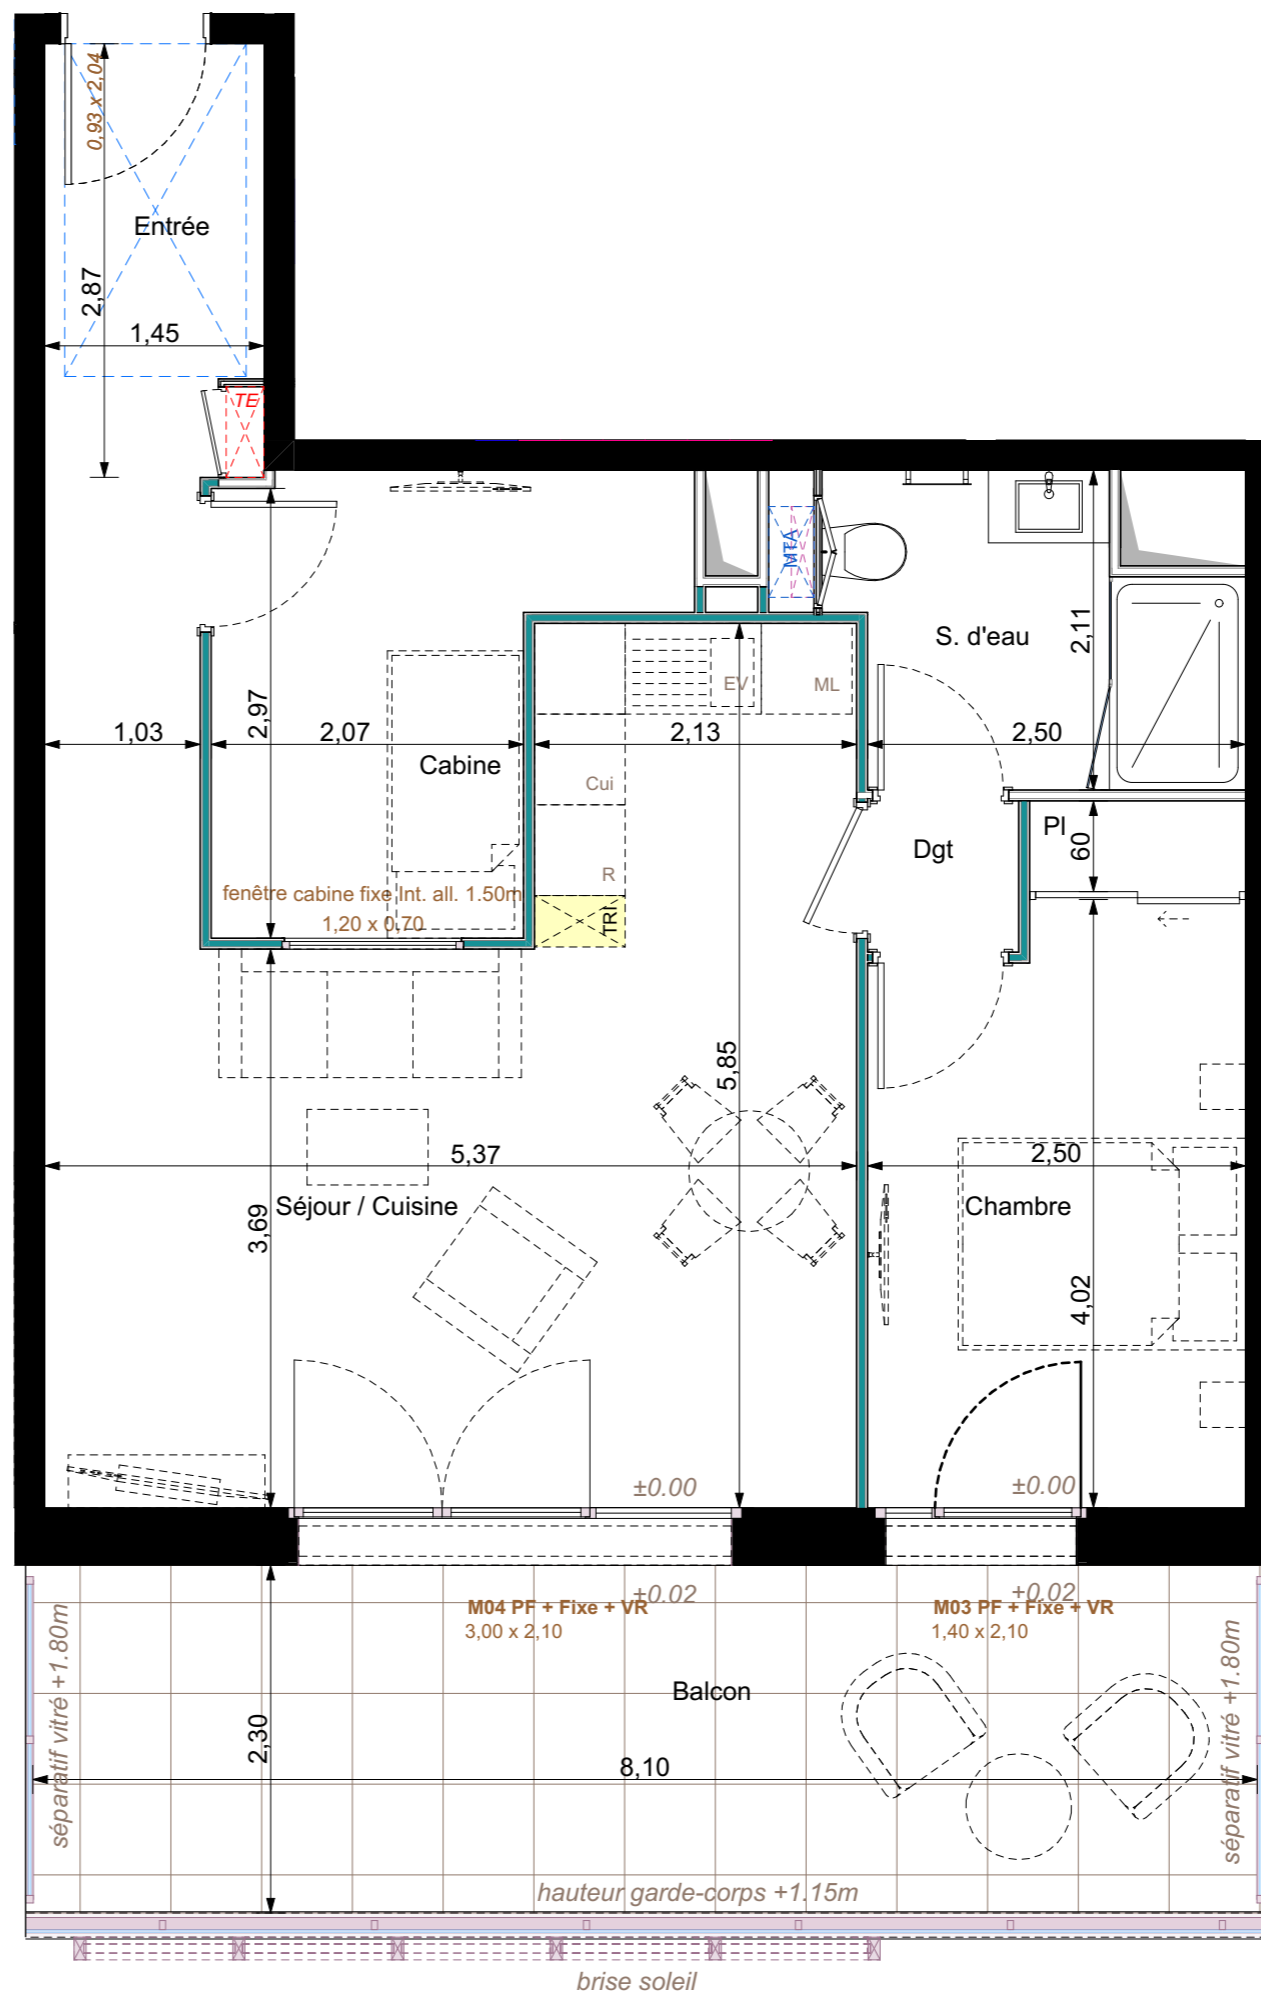 0,93 x 2,04
Entrée
2,87
1,45
TE
MTA
S. d'eau
2,11
EV
ML
2,97
1,03
2,07
2,13
2,50
Cabine
Cui
Pl
60
Dgt
R
fenêtre cabine fixe Int. all. 1.50m
1,20 x 0,70
TRI
5,85
5,37
2,50
Séjour / Cuisine
3,69
Chambre
4,02
±0.00
±0.00
±0.02
+0.02
M04 PF + Fixe + VR
3,00 x 2,10
M03 PF + Fixe + VR
1,40 x 2,10
séparatif vitré +1.80m
séparatif vitré +1.80m
Balcon
2,30
8,10
hauteur garde-corps +1.15m
brise soleil